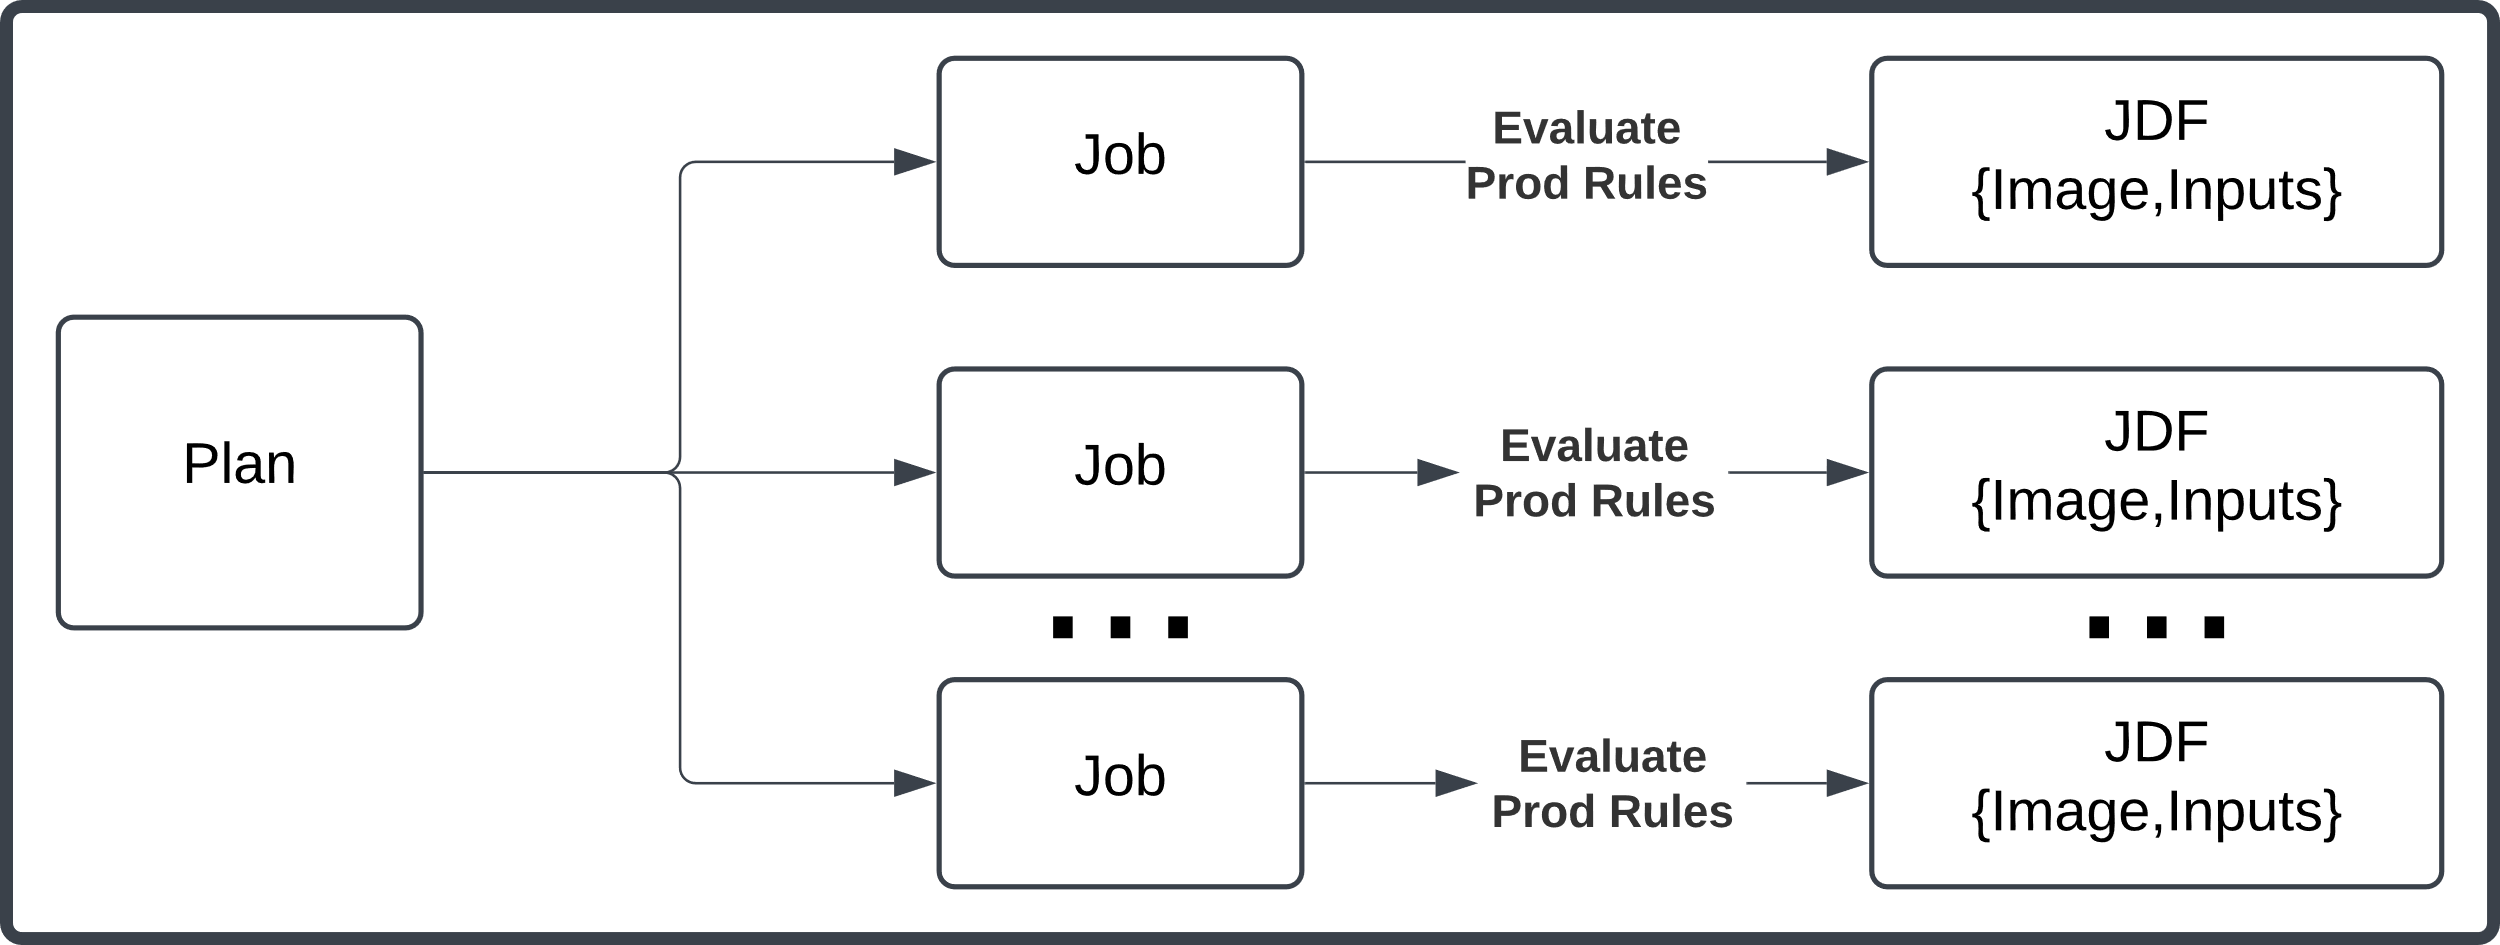 Plan
Job
Evaluate
Prod Rules
JDF
{Image,Inputs}
Job
Evaluate
Prod Rules
JDF
{Image,Inputs}
...
...
Job
Evaluate
Prod Rules
JDF
{Image,Inputs}